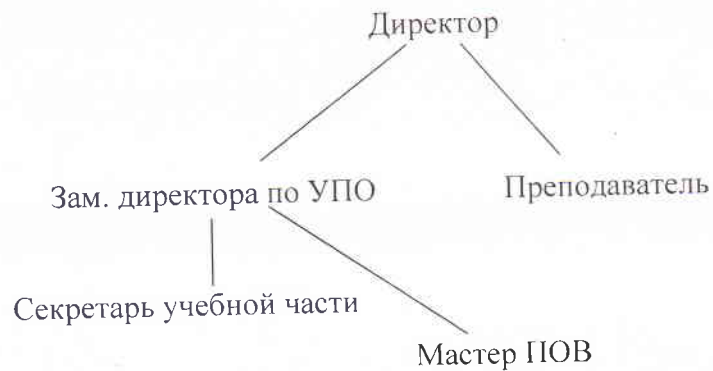 Директор
Зам. директора по УПО
Преподаватель
Секретарь учебной части
Мастер ПОВ